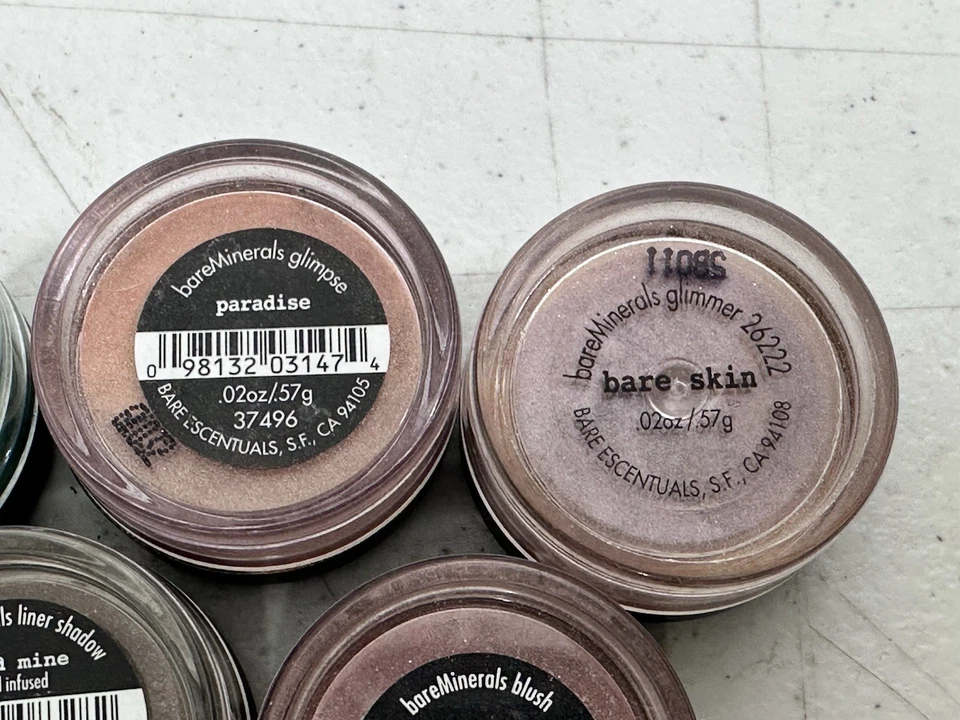 bareMinerals glimpse
paradise
0 98132 03147 4
.02oz/.57g
37496
BARE ESCENTUALS, S.F., CA 94105
bareMinerals glimmer 26222
bare skin
.02oz/.57g
BARE ESCENTUALS, S.F., CA 94108
ls liner shadow
a mine
l infused
bareMinerals blush